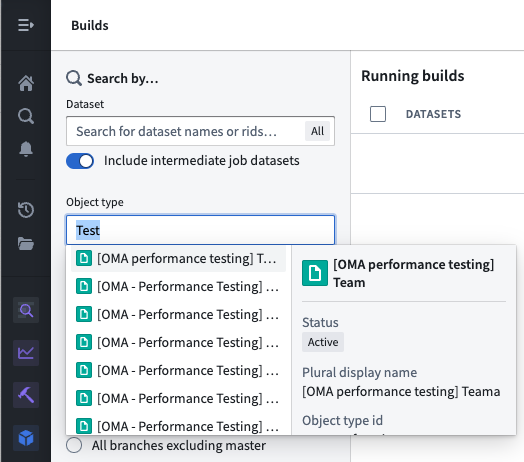 Builds
Search by...
Dataset
Search for dataset names or rids...
All
Include intermediate job datasets
Object type
Test
[OMA performance testing] T...
[OMA - Performance Testing] ...
[OMA - Performance Testing] ...
[OMA - Performance Testing] ...
[OMA - Performance Testing] ...
[OMA - Performance Testing] ...
[OMA - Performance Testing] ...
All branches excluding master
Running builds
DATASETS
[OMA performance testing]
Team
Status
Active
Plural display name
[OMA performance testing] Teama
Object type id